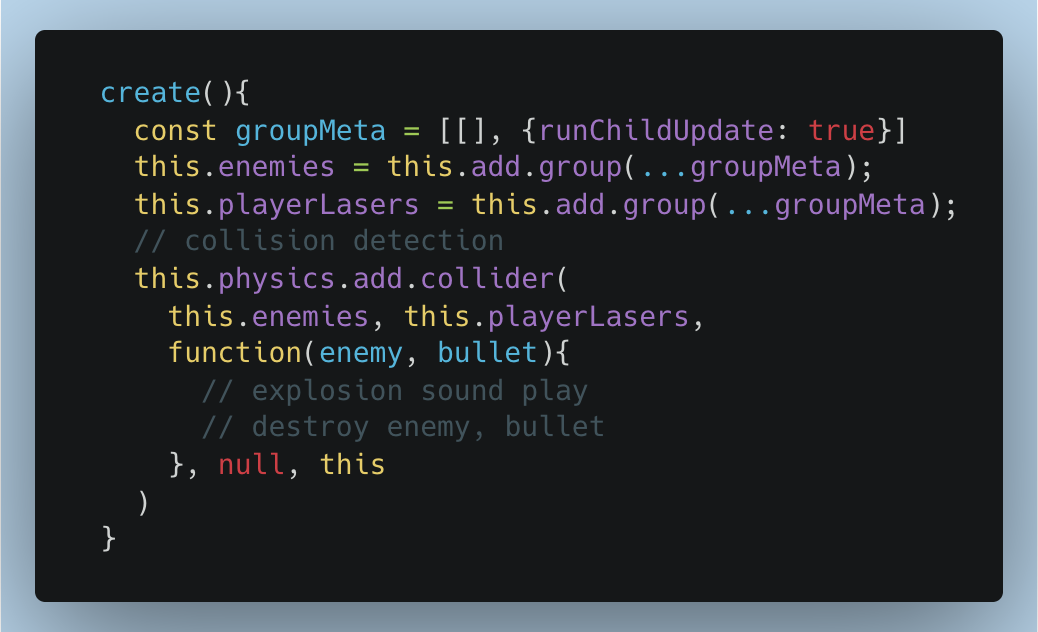 create(){
  const groupMeta = [[], {runChildUpdate: true}]
  this.enemies = this.add.group(...groupMeta);
  this.playerLasers = this.add.group(...groupMeta);
  // collision detection
  this.physics.add.collider(
    this.enemies, this.playerLasers,
    function(enemy, bullet){
      // explosion sound play
      // destroy enemy, bullet
    }, null, this
  )
}